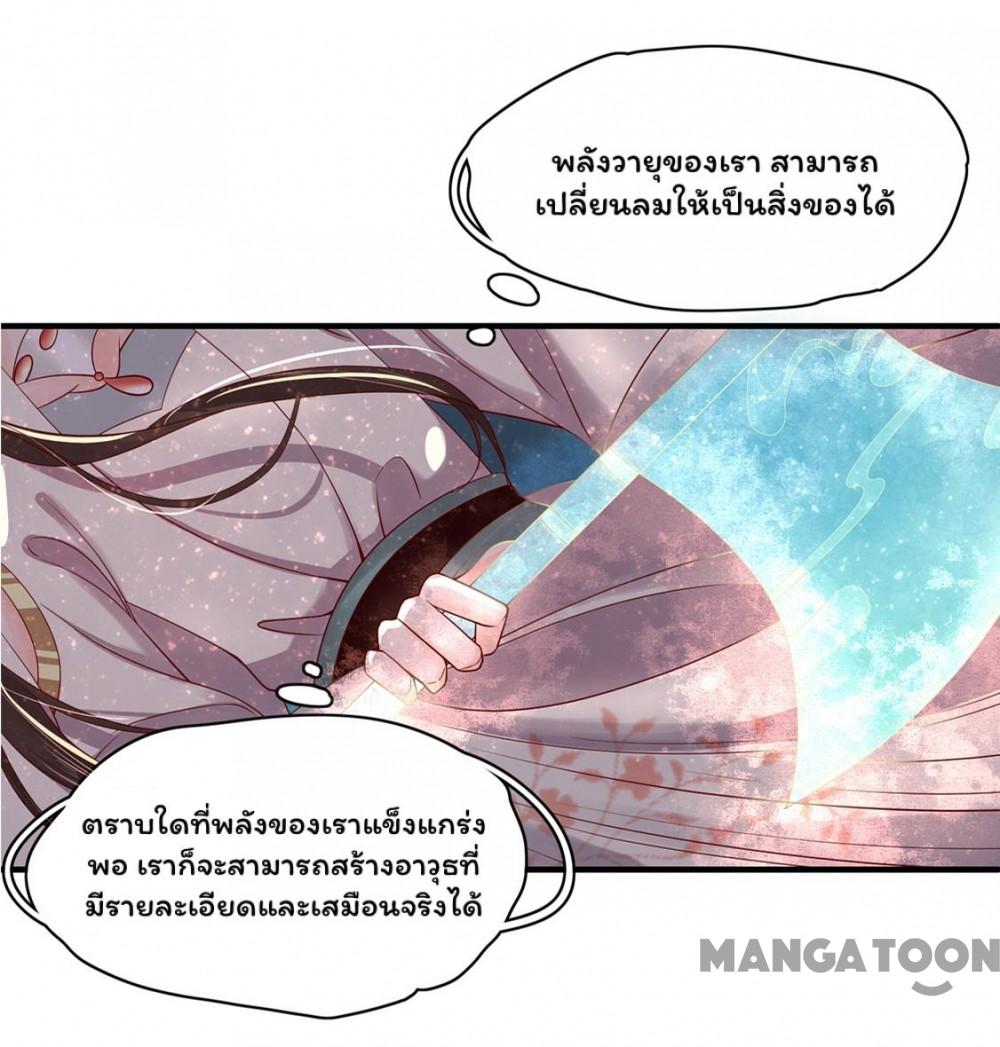 พลังวายุของเรา สามารถ
เปลี่ยนลมให้เป็นสิ่งของได้
ตราบใดที่พลังของเราแข็งแกร่ง
พอ เราก็จะสามารถสร้างอาวุธที่
มีรายละเอียดและเสมือนจริงได้
MANGATOON